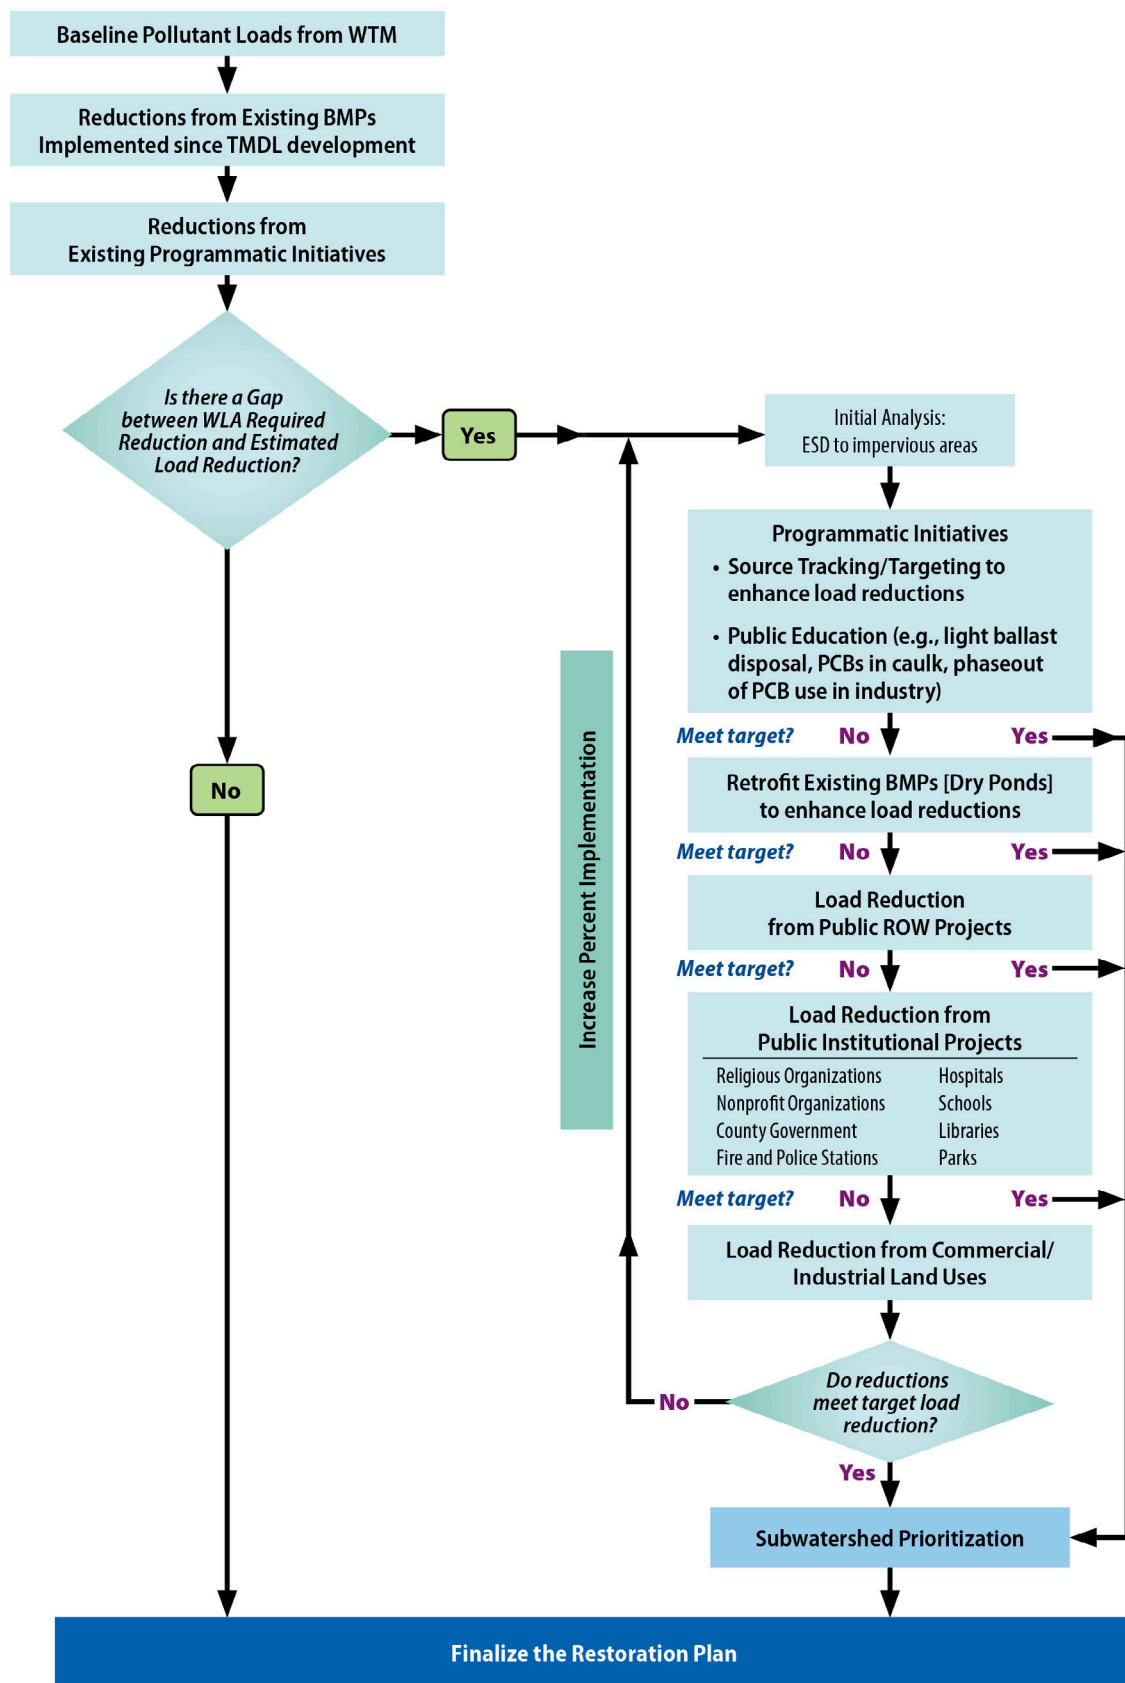 Baseline Pollutant Loads from WTM
Reductions from Existing BMPs
Implemented since TMDL development
Reductions from
Existing Programmatic Initiatives
Is there a Gap
between WLA Required
Reduction and Estimated
Load Reduction?
Yes
No
Initial Analysis:
ESD to impervious areas
Programmatic Initiatives
• Source Tracking/Targeting to
enhance load reductions
• Public Education (e.g., light ballast
disposal, PCBs in caulk, phaseout
of PCB use in industry)
Meet target? No Yes
Retrofit Existing BMPs [Dry Ponds]
to enhance load reductions
Meet target? No Yes
Load Reduction
from Public ROW Projects
Meet target? No Yes
Load Reduction from
Public Institutional Projects
Religious Organizations Hospitals
Nonprofit Organizations Schools
County Government Libraries
Fire and Police Stations Parks
Meet target? No Yes
Load Reduction from Commercial/
Industrial Land Uses
Do reductions
meet target load
reduction?
No
Yes
Increase Percent Implementation
Subwatershed Prioritization
Finalize the Restoration Plan